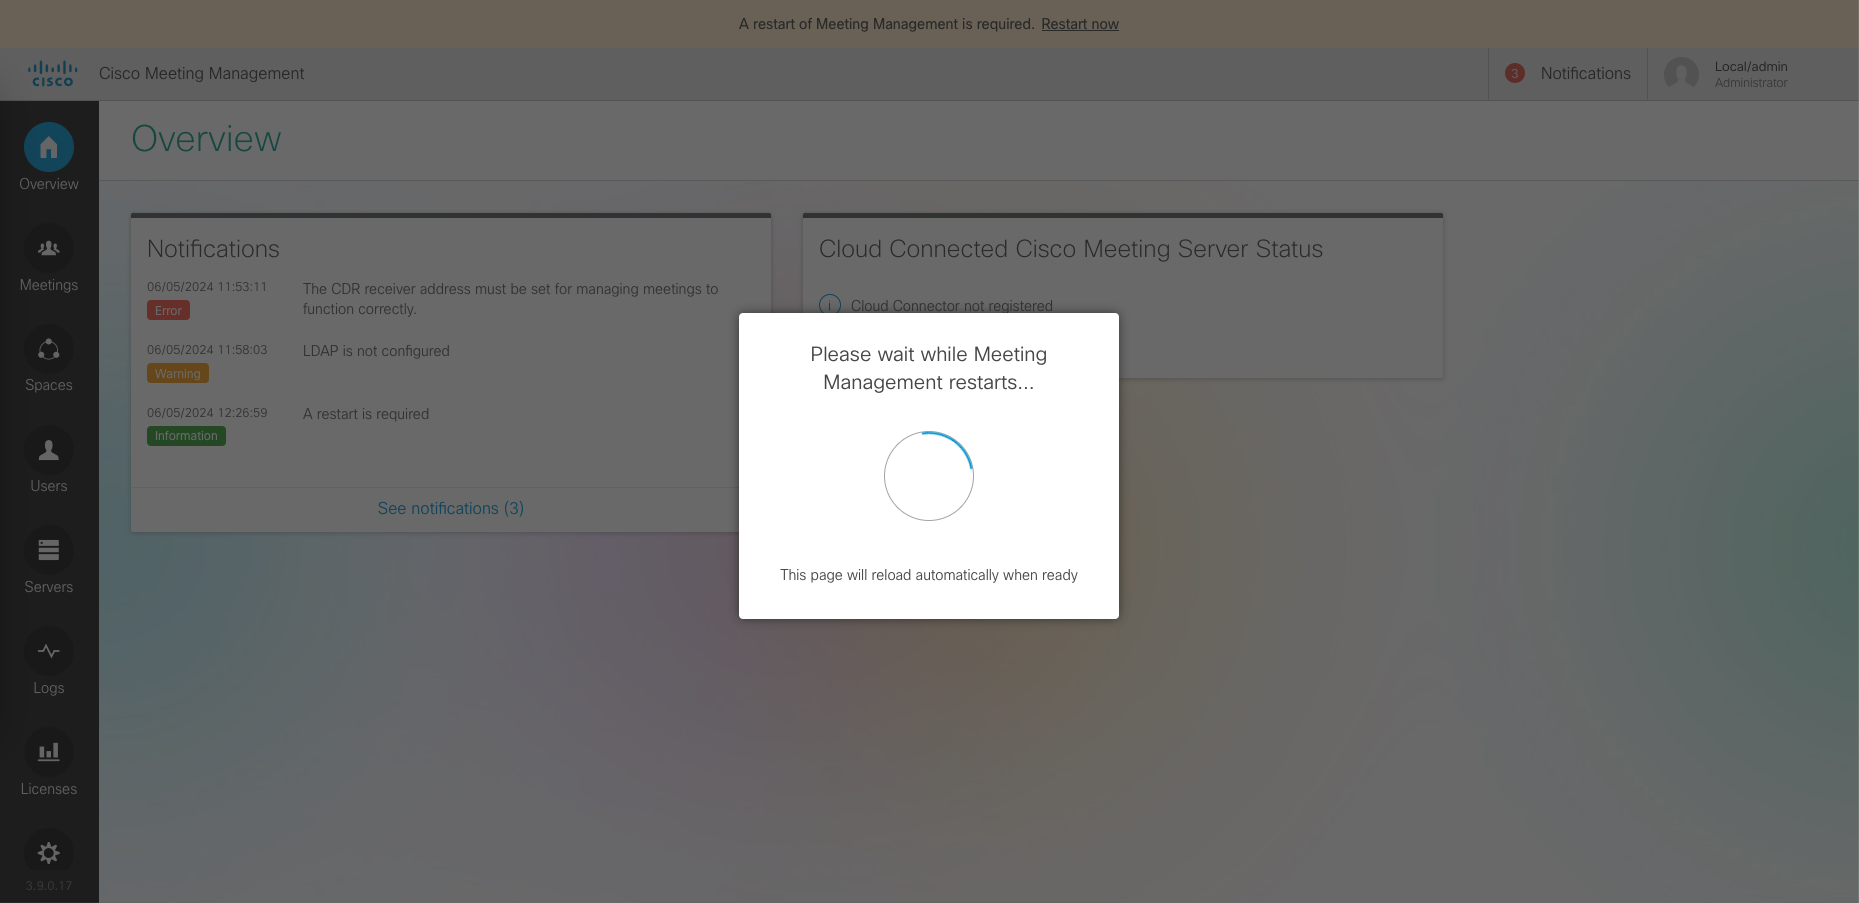 A restart of Meeting Management is required. Restart now
CISCO
Cisco Meeting Management
3 Notifications
Local/admin
Administrator
Overview
Overview
Meetings
Spaces
Users
Servers
Logs
Licenses
3.9.0.17
Notifications
06/05/2024 11:53:11
Error
The CDR receiver address must be set for managing meetings to
function correctly.
06/05/2024 11:58:03
Warning
LDAP is not configured
06/05/2024 12:26:59
Information
A restart is required
See notifications (3)
Cloud Connected Cisco Meeting Server Status
Cloud Connector not registered
Please wait while Meeting
Management restarts...
This page will reload automatically when ready